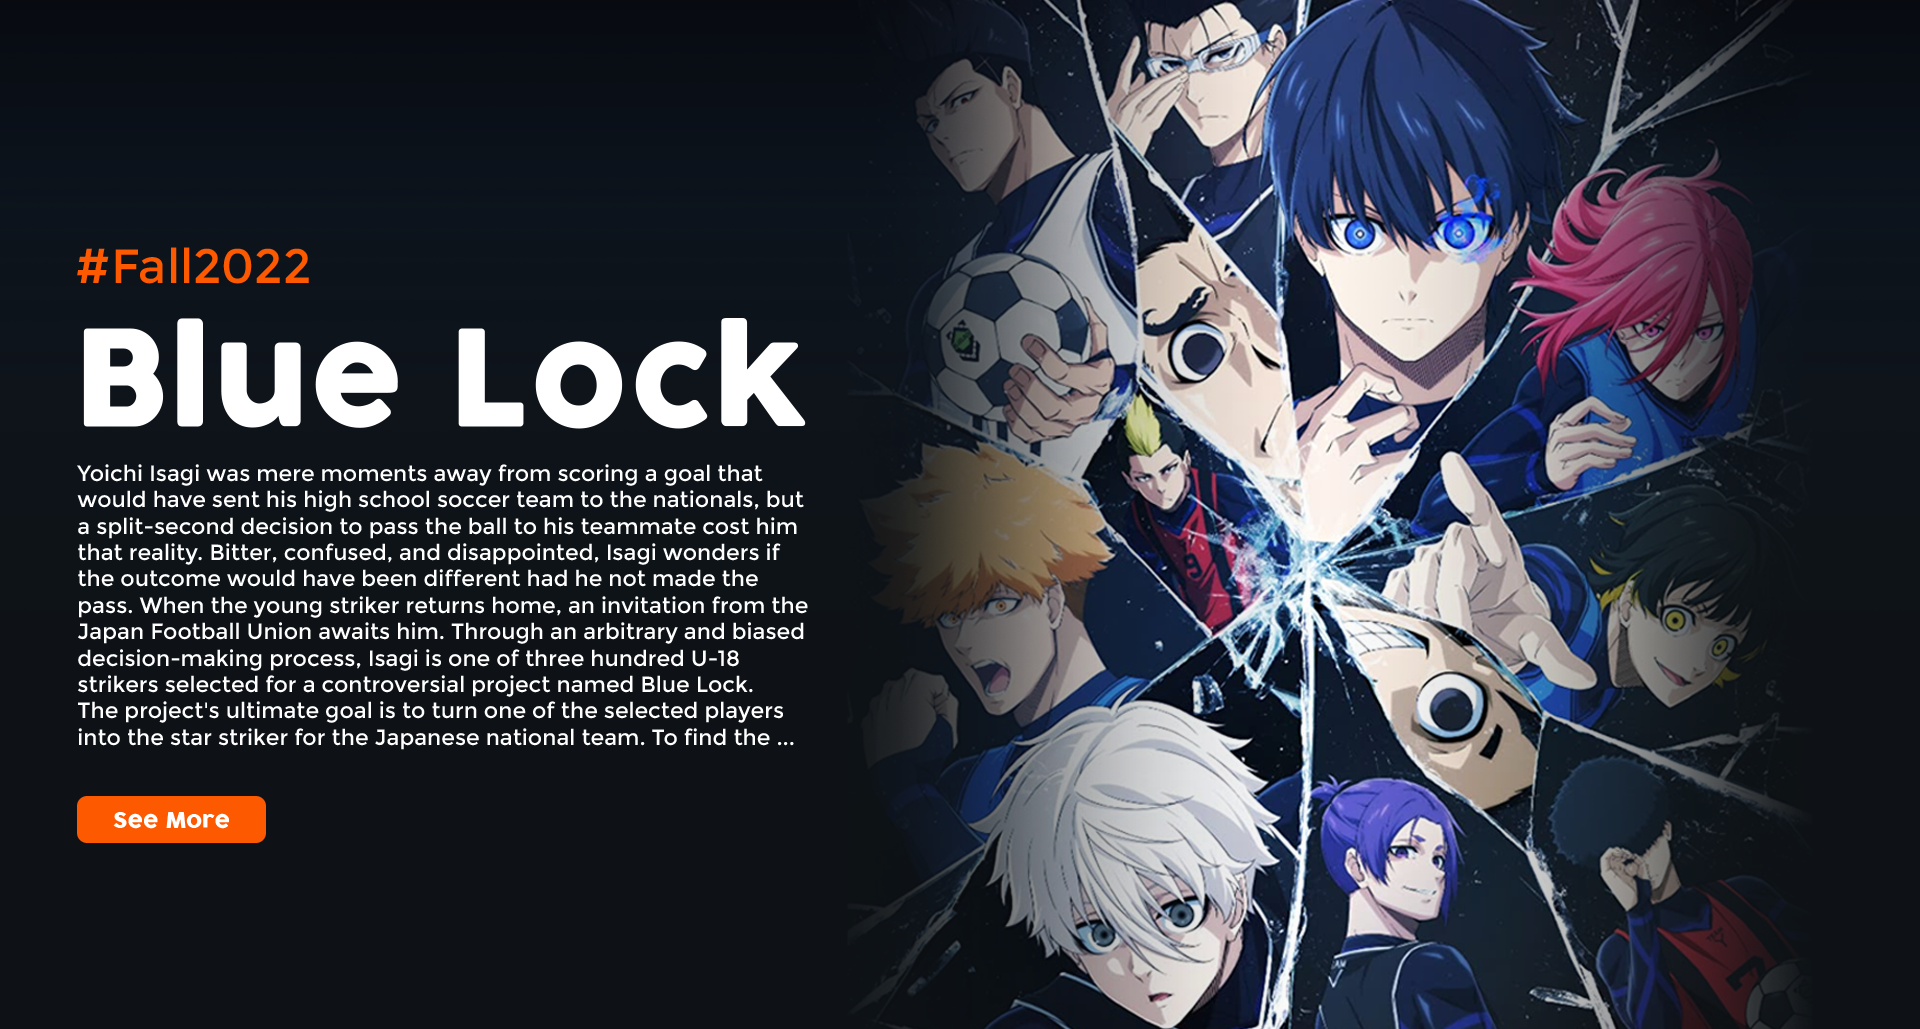 #Fall2022
Blue Lock
Yoichi Isagi was mere moments away from scoring a goal that
would have sent his high school soccer team to the nationals, but
a split-second decision to pass the ball to his teammate cost him
that reality. Bitter, confused, and disappointed, Isagi wonders if
the outcome would have been different had he not made the
pass. When the young striker returns home, an invitation from the
Japan Football Union awaits him. Through an arbitrary and biased
decision-making process, Isagi is one of three hundred U-18
strikers selected for a controversial project named Blue Lock.
The project's ultimate goal is to turn one of the selected players
into the star striker for the Japanese national team. To find the ...
See More